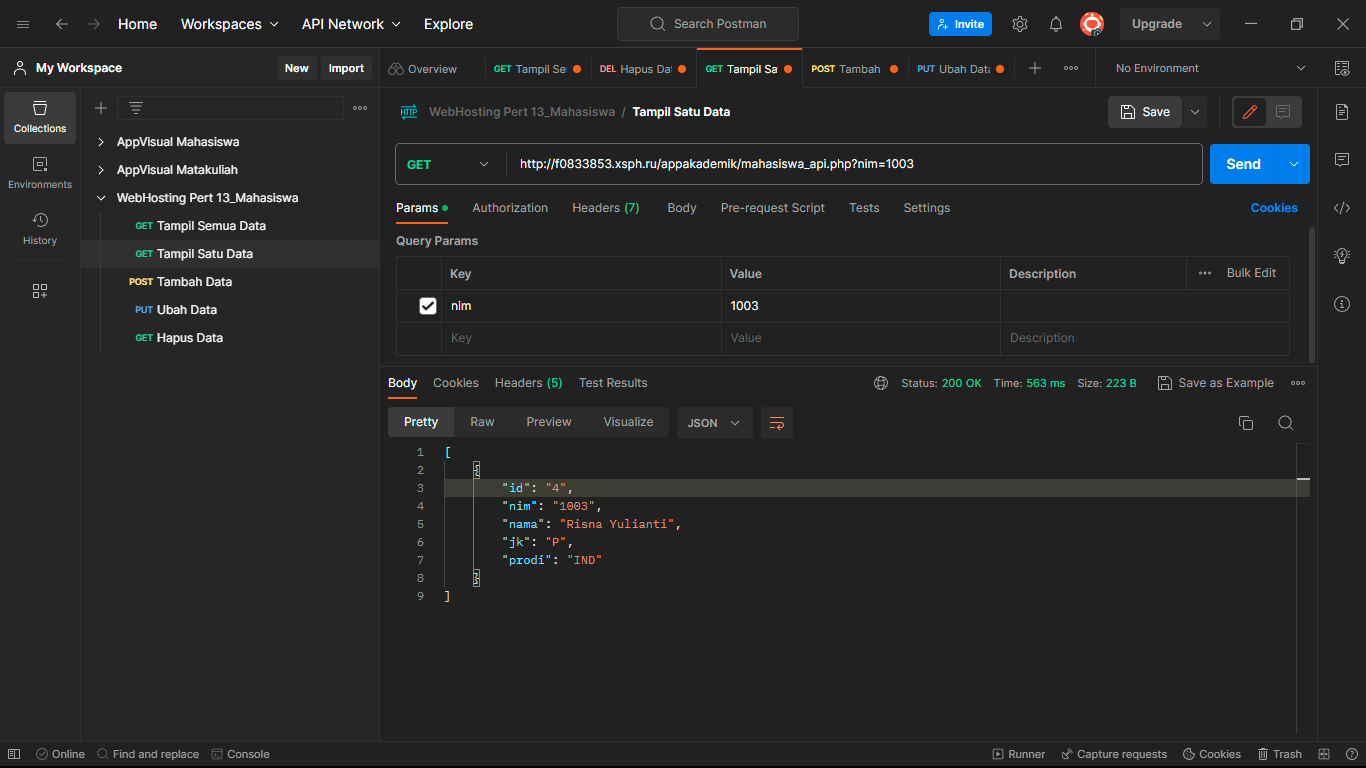 Home Workspaces API Network Explore Search Postman Invite Upgrade
My Workspace New Import Overview GET Tampil Se DEL Hapus Da GET Tampil Sa POST Tambah PUT Ubah Data No Environment
Collections
Environments
History
AppVisual Mahasiswa
AppVisual Matakuliah
WebHosting Pert 13_Mahasiswa
GET Tampil Semua Data
GET Tampil Satu Data
POST Tambah Data
PUT Ubah Data
GET Hapus Data
HTTP WebHosting Pert 13_Mahasiswa / Tampil Satu Data Save
GET http://f0833853.xsph.ru/appakademik/mahasiswa_api.php?nim=1003 Send
Params Authorization Headers (7) Body Pre-request Script Tests Settings Cookies
Query Params
Key Value Description Bulk Edit
nim 1003
Key Value Description
Body Cookies Headers (5) Test Results Status: 200 OK Time: 563 ms Size: 223 B Save as Example
Pretty Raw Preview Visualize JSON
1 [
2 {
3 "id": "4",
4 "nim": "1003",
5 "nama": "Risna Yulianti",
6 "jk": "P",
7 "prodi": "IND"
8 }
9 ]
Online Find and replace Console Runner Capture requests Cookies Trash